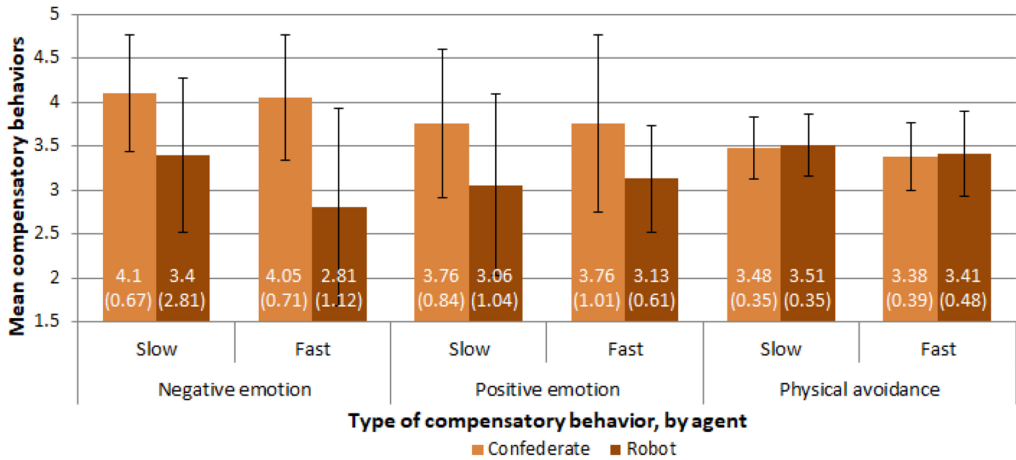 Mean compensatory behaviors
5
4.5
4
3.5
3
2.5
2
1.5
4.1 3.4 4.05 2.81 3.76 3.06 3.76 3.13 3.48 3.51 3.38 3.41
(0.67) (2.81) (0.71) (1.12) (0.84) (1.04) (1.01) (0.61) (0.35) (0.35) (0.39) (0.48)
Slow Fast Slow Fast Slow Fast
Negative emotion Positive emotion Physical avoidance
Type of compensatory behavior, by agent
Confederate Robot